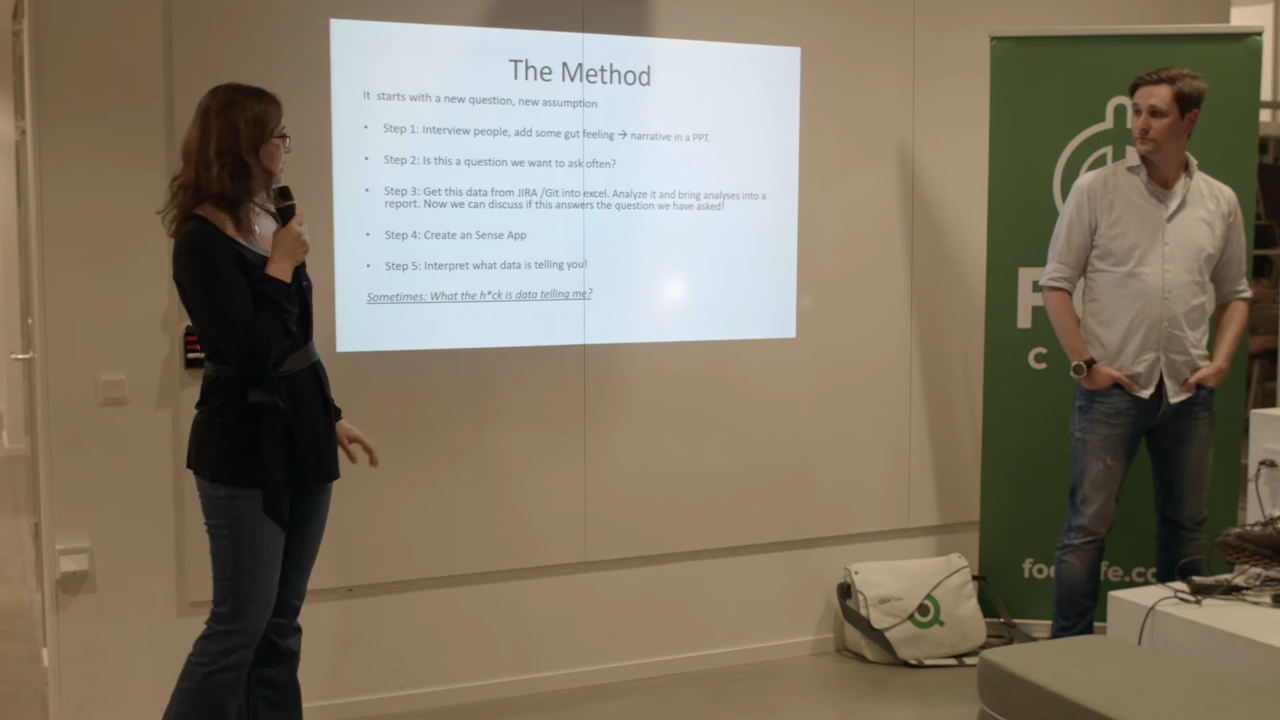 The Method
It starts with a new question, new assumption
• Step 1: Interview people, add some gut feeling → narrative in a PPT.
• Step 2: Is this a question we want to ask often?
• Step 3: Get this data from JIRA /Git into excel. Analyze it and bring analyses into a
report. Now we can discuss if this answers the question we have asked!
• Step 4: Create an Sense App
• Step 5: Interpret what data is telling you!
Sometimes: What the h*ck is data telling me?